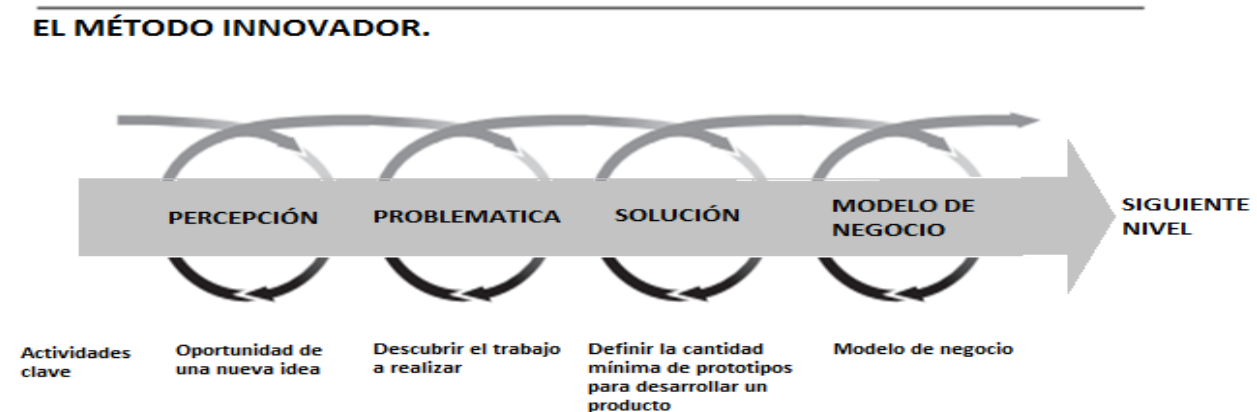 EL MÉTODO INNOVADOR.
PERCEPCIÓN
PROBLEMATICA
SOLUCIÓN
MODELO DE
NEGOCIO
SIGUIENTE
NIVEL
Actividades
clave
Oportunidad de
una nueva idea
Descubrir el trabajo
a realizar
Definir la cantidad
mínima de prototipos
para desarrollar un
producto
Modelo de negocio